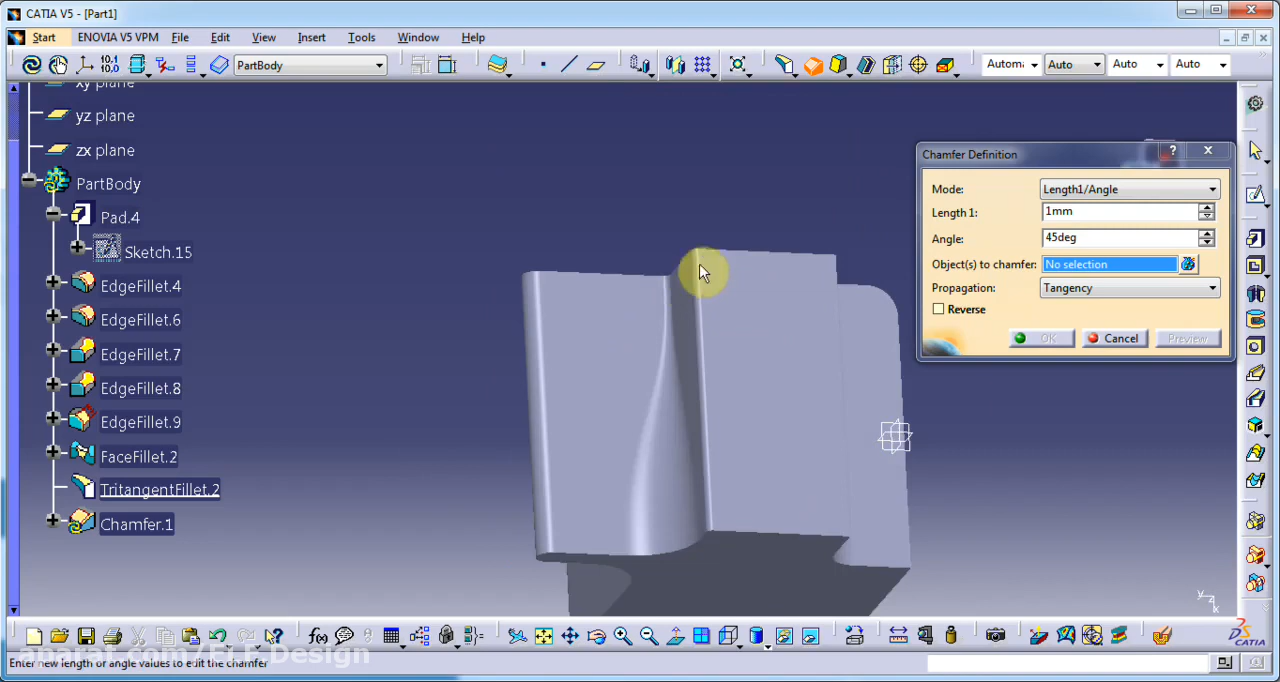 CATIA V5 - [Part1]
Start ENOVIA V5 VPM File Edit View Insert Tools Window Help
PartBody Auto Auto Auto
xy plane
yz plane
zx plane
PartBody
Pad.4
Sketch.15
EdgeFillet.4
EdgeFillet.6
EdgeFillet.7
EdgeFillet.8
EdgeFillet.9
FaceFillet.2
TritangentFillet.2
Chamfer.1
Chamfer Definition
Mode: Length1/Angle
Length 1: 1mm
Angle: 45deg
Object(s) to chamfer: No selection
Propagation: Tangency
Reverse
OK Cancel Preview
f(x)
CATIA
aparat.com/ELE Design
Enter new length or angle values to edit the chamfer